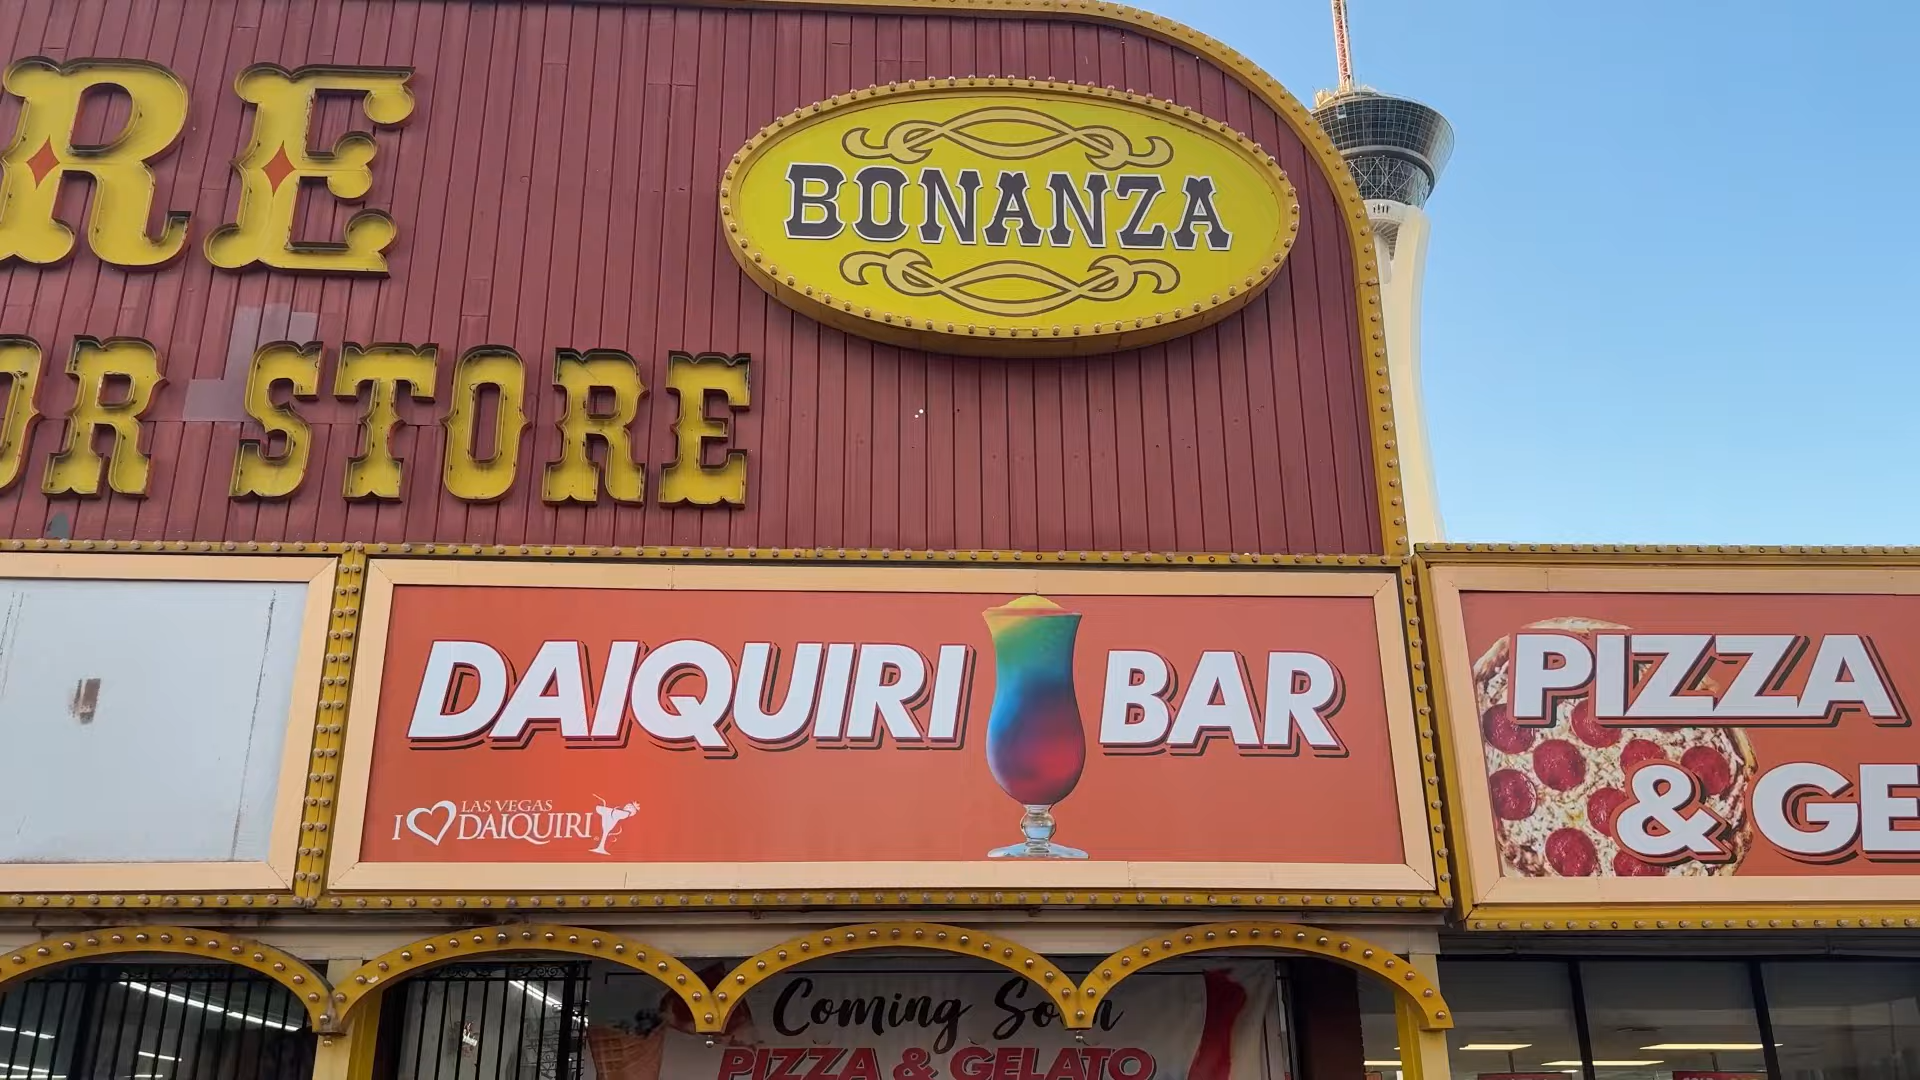 RE
OR STORE
BONANZA
DAIQUIRI BAR
I LAS VEGAS DAIQUIRI
PIZZA
& GE
Coming Soon
PIZZA & GELATO